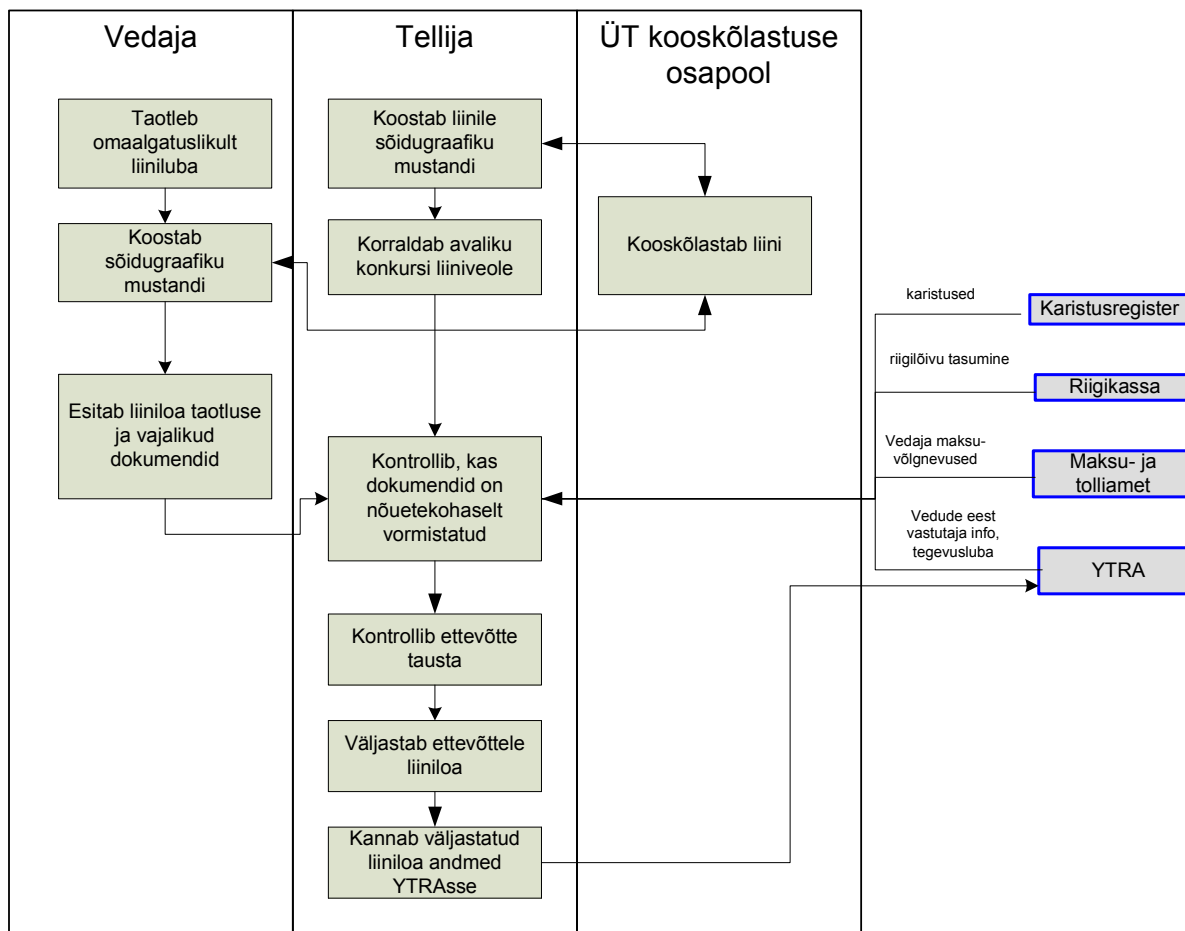 Vedaja
Taotleb
omaalgatuslikult
liiniluba
Koostab
sõidugraafiku
mustandi
Esitab liiniloa taotluse
ja vajalikud
dokumendid
Tellija
Koostab liinile
sõidugraafiku
mustandi
Korraldab avaliku
konkursi liiniveole
Kontrollib, kas
dokumendid on
nõuetekohaselt
vormistatud
Kontrollib ettevõtte
tausta
Väljastab ettevõttele
liiniloa
Kannab väljastatud
liiniloa andmed
YTRAsse
ÜT kooskõlastuse
osapool
Kooskõlastab liini
karistused
Karistusregister
riigilõivu tasumine
Riigikassa
Vedaja maksu-
võlgnevused
Maksu- ja
tolliamet
Vedude eest
vastutaja info,
tegevusluba
YTRA